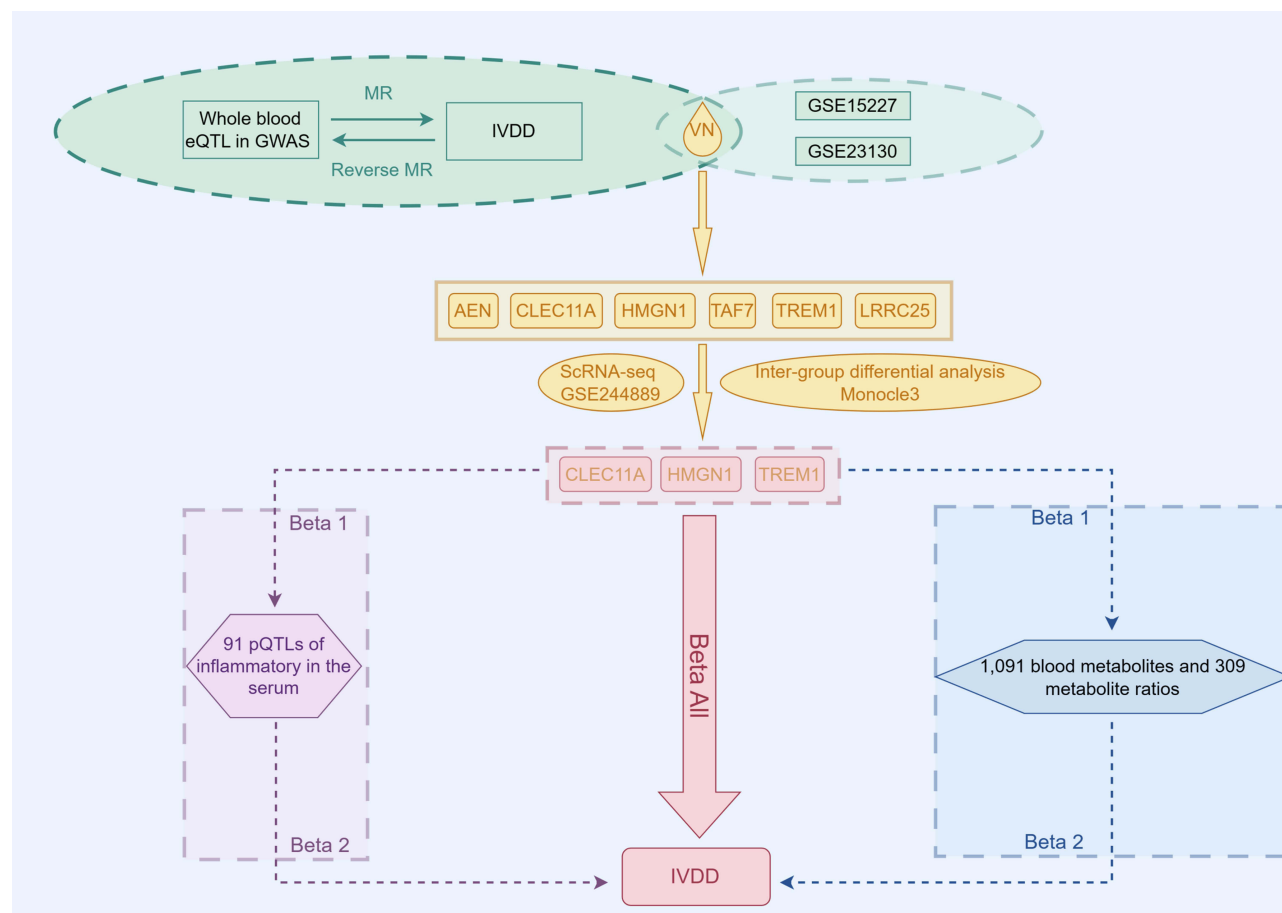 MR
Whole blood
eQTL in GWAS
IVDD
Reverse MR
VN
GSE15227
GSE23130
AEN
CLEC11A
HMGN1
TAF7
TREM1
LRRC25
ScRNA-seq
GSE244889
Inter-group differential analysis
Monocle3
CLEC11A
HMGN1
TREM1
Beta 1
Beta 1
91 pQTLs of
inflammatory in the
serum
Beta All
1,091 blood metabolites and 309
metabolite ratios
Beta 2
Beta 2
IVDD